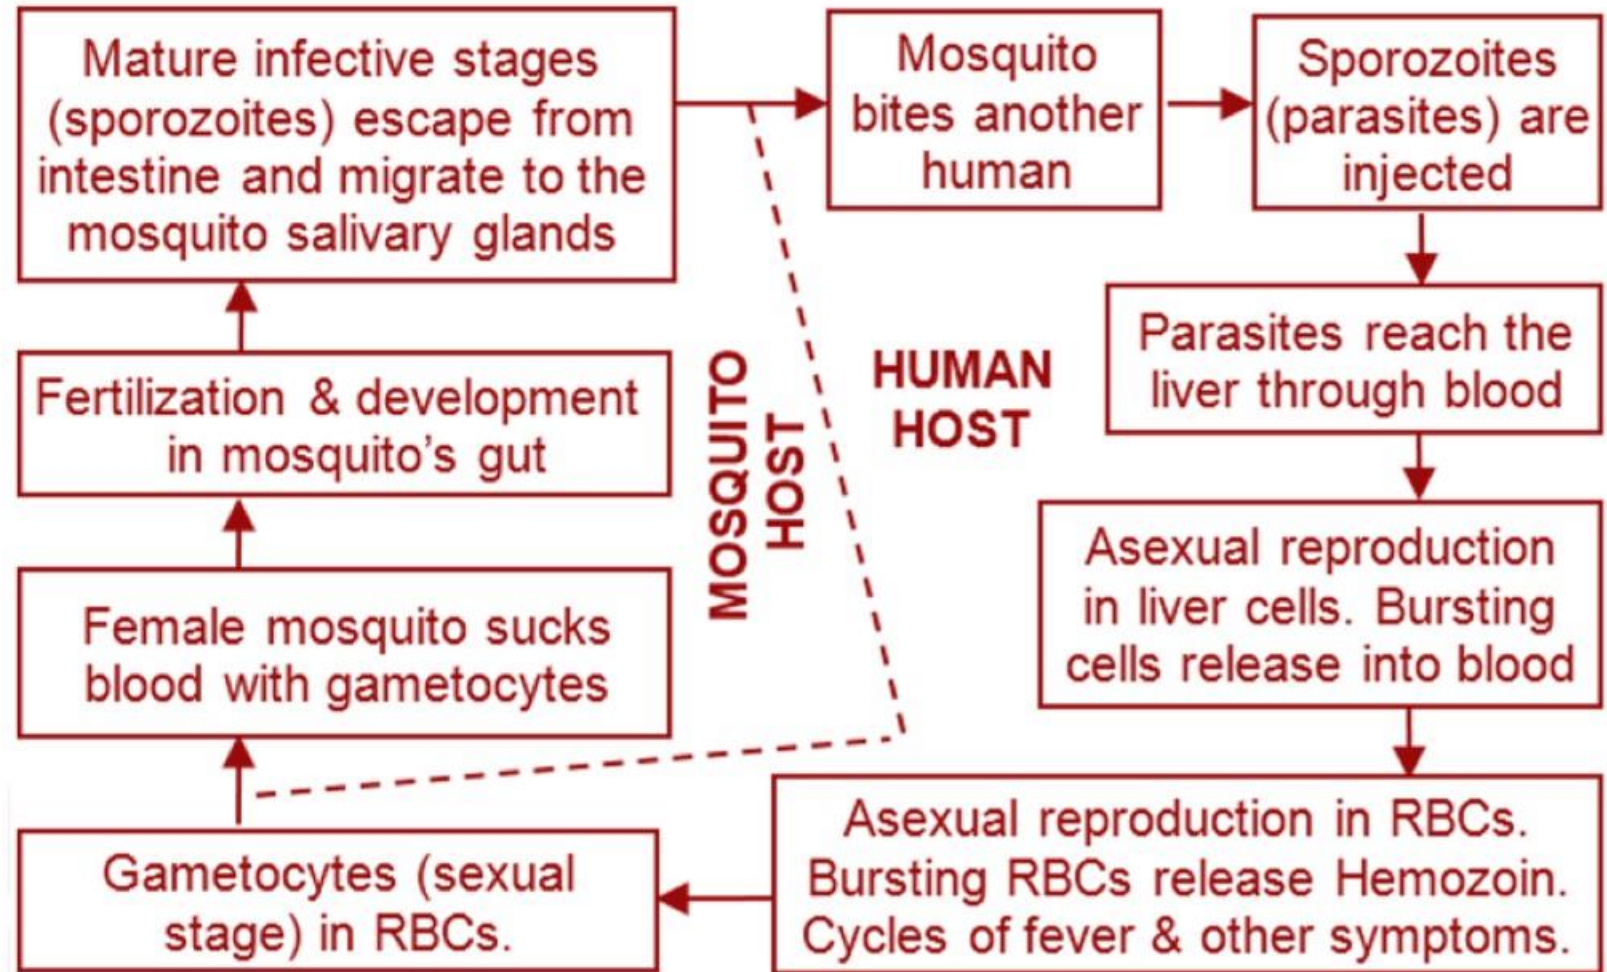 Mature infective stages
(sporozoites) escape from
intestine and migrate to the
mosquito salivary glands
Mosquito
bites another
human
Sporozoites
(parasites) are
injected
Parasites reach the
liver through blood
Asexual reproduction
in liver cells. Bursting
cells release into blood
Asexual reproduction in RBCs.
Bursting RBCs release Hemozoin.
Cycles of fever & other symptoms.
Gametocytes (sexual
stage) in RBCs.
Female mosquito sucks
blood with gametocytes
Fertilization & development
in mosquito's gut
MOSQUITO
HOST
HUMAN
HOST